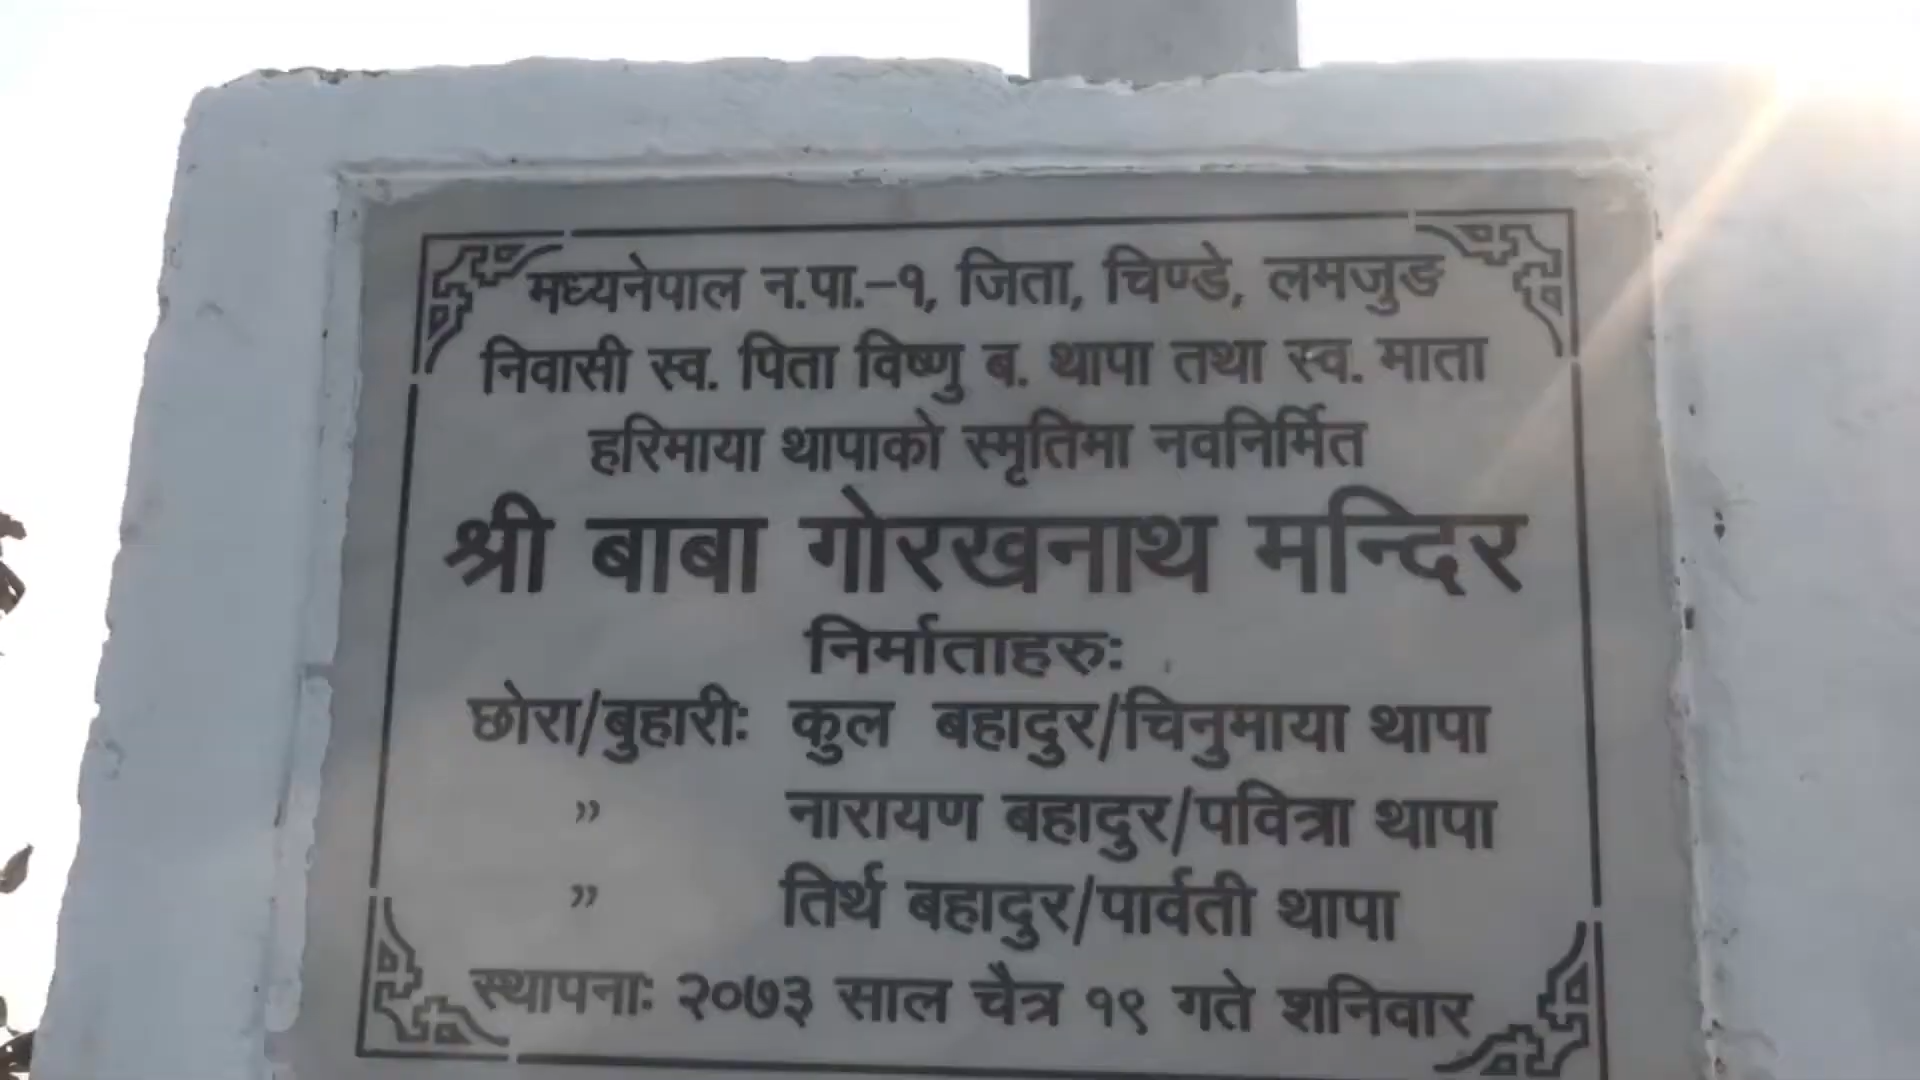 मध्यनेपाल न.पा.–१, जिता, चिण्डे, लमजुङ
निवासी स्व. पिता विष्णु ब. थापा तथा स्व. माता
हरिमाया थापाको स्मृतिमा नवनिर्मित
श्री बाबा गोरखनाथ मन्दिर
निर्माताहरुः
छोरा/बुहारीः कुल बहादुर/चिनुमाया थापा
” नारायण बहादुर/पवित्रा थापा
” तिर्थ बहादुर/पार्वती थापा
स्थापनाः २०७३ साल चैत्र १९ गते शनिवार